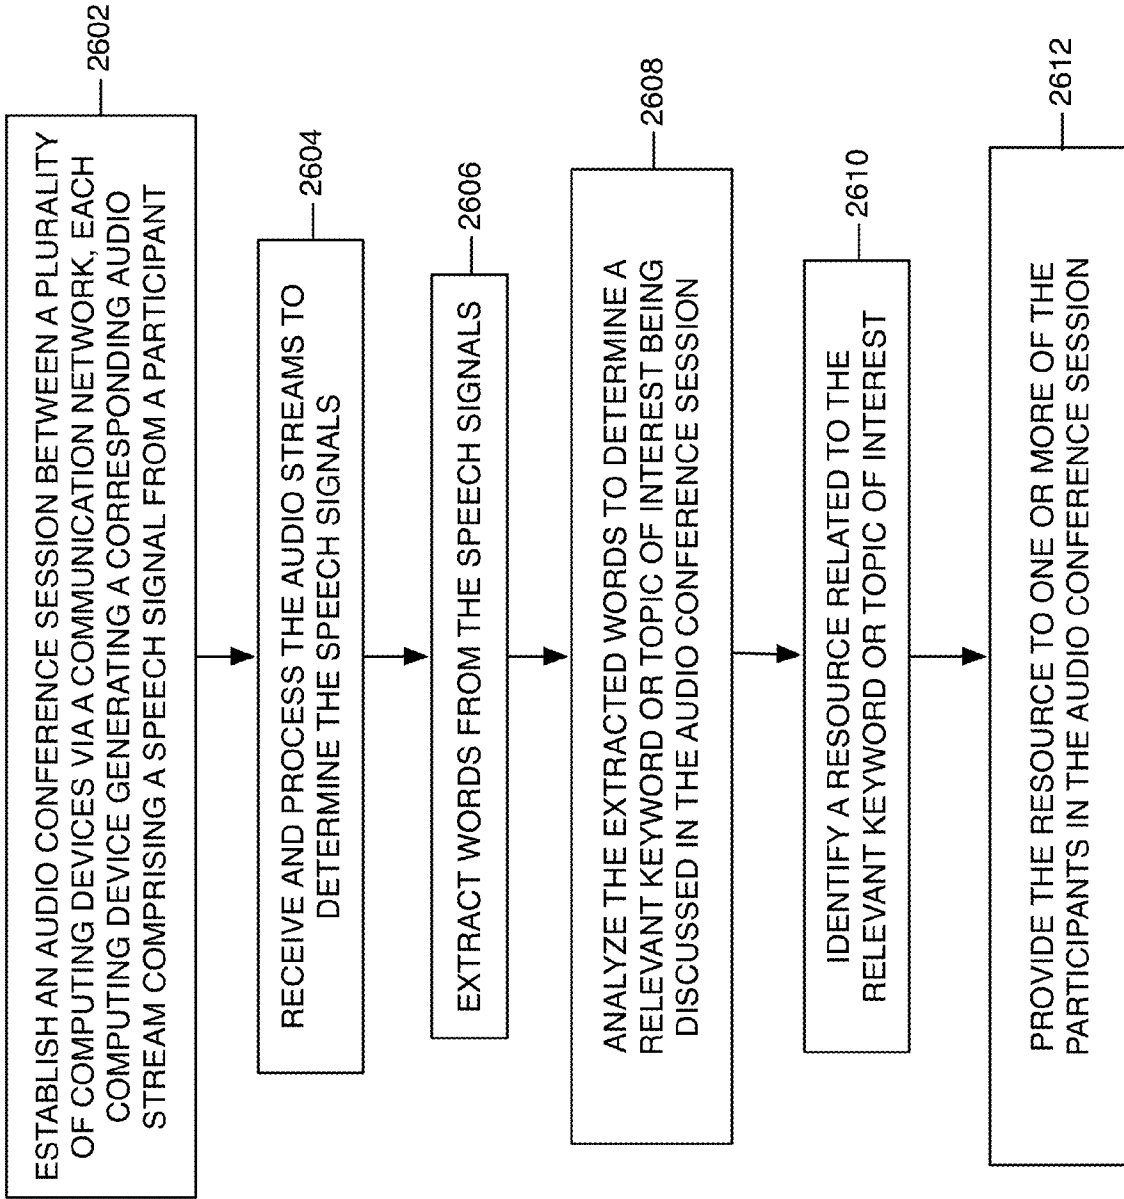 ESTABLISH AN AUDIO CONFERENCE SESSION BETWEEN A PLURALITY
OF COMPUTING DEVICES VIA A COMMUNICATION NETWORK, EACH
COMPUTING DEVICE GENERATING A CORRESPONDING AUDIO
STREAM COMPRISING A SPEECH SIGNAL FROM A PARTICIPANT
2602
RECEIVE AND PROCESS THE AUDIO STREAMS TO
DETERMINE THE SPEECH SIGNALS
2604
EXTRACT WORDS FROM THE SPEECH SIGNALS
2606
ANALYZE THE EXTRACTED WORDS TO DETERMINE A
RELEVANT KEYWORD OR TOPIC OF INTEREST BEING
DISCUSSED IN THE AUDIO CONFERENCE SESSION
2608
IDENTIFY A RESOURCE RELATED TO THE
RELEVANT KEYWORD OR TOPIC OF INTEREST
2610
PROVIDE THE RESOURCE TO ONE OR MORE OF THE
PARTICIPANTS IN THE AUDIO CONFERENCE SESSION
2612